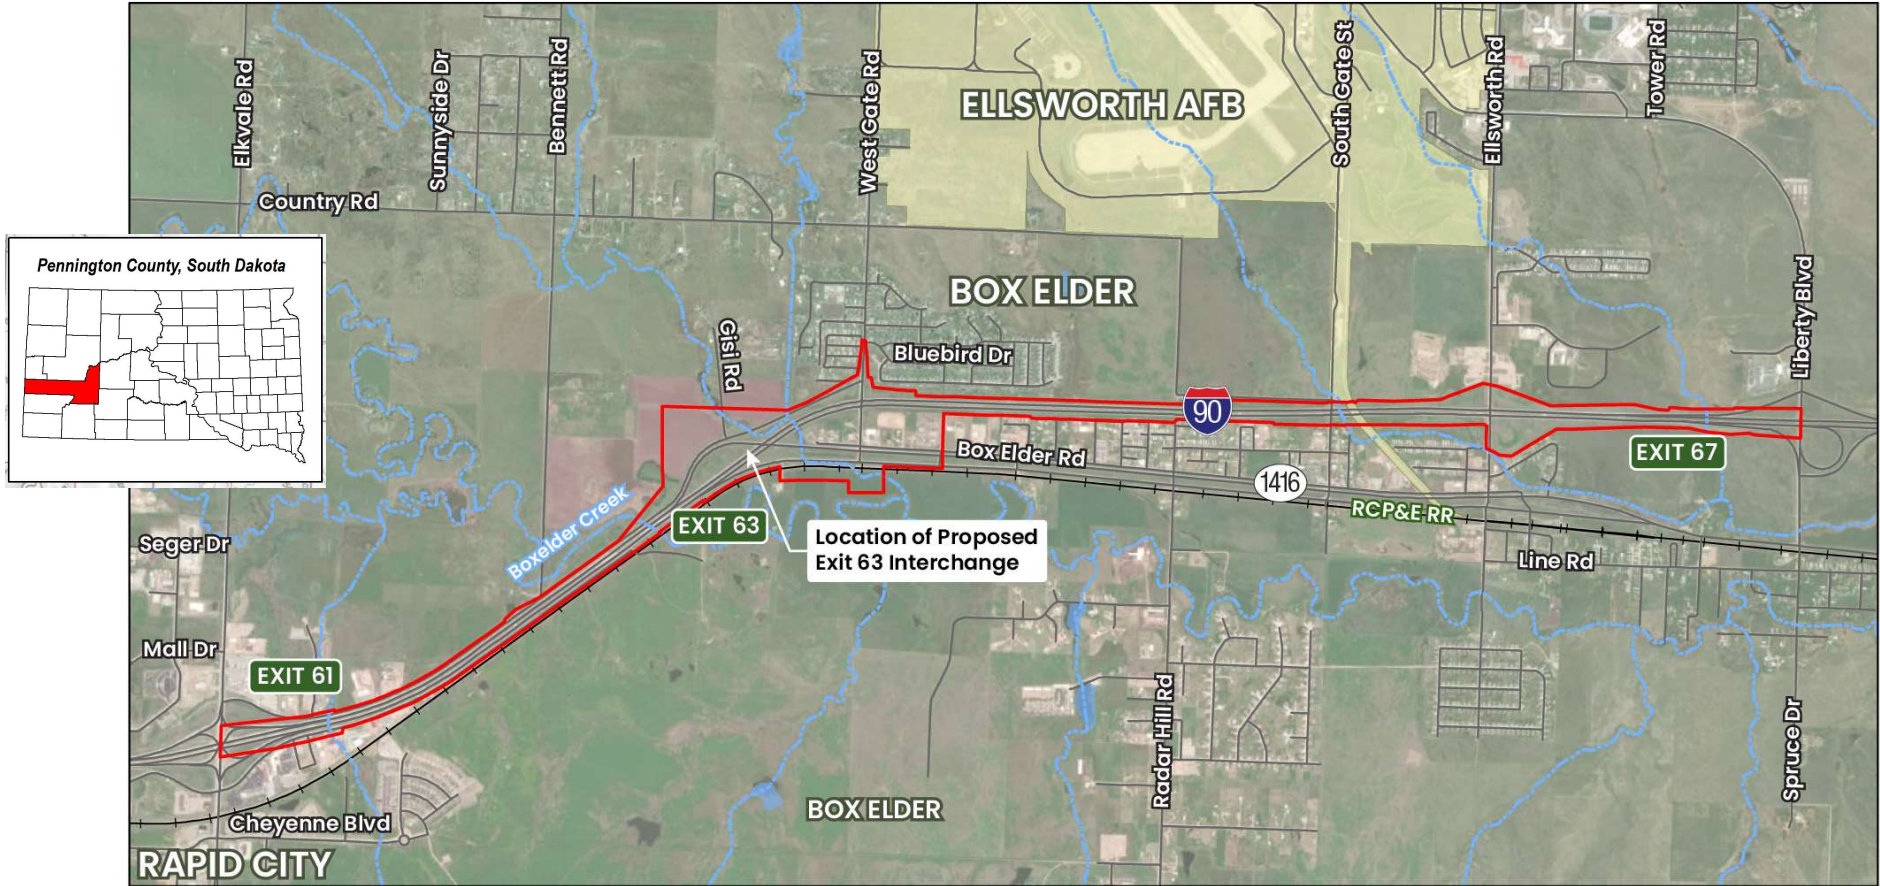 Elkvale Rd
Sunnyside Dr
Bennett Rd
West Gate Rd
ELLSWORTH AFB
South Gate St
Ellsworth Rd
Tower Rd
Country Rd
Pennington County, South Dakota
BOX ELDER
Gisi Rd
Bluebird Dr
Liberty Blvd
90
Box Elder Rd
EXIT 67
1416
RCP&E RR
Boxelder Creek
EXIT 63
Location of Proposed
Exit 63 Interchange
Seger Dr
Line Rd
Mall Dr
EXIT 61
Radar Hill Rd
Spruce Dr
BOX ELDER
Cheyenne Blvd
RAPID CITY